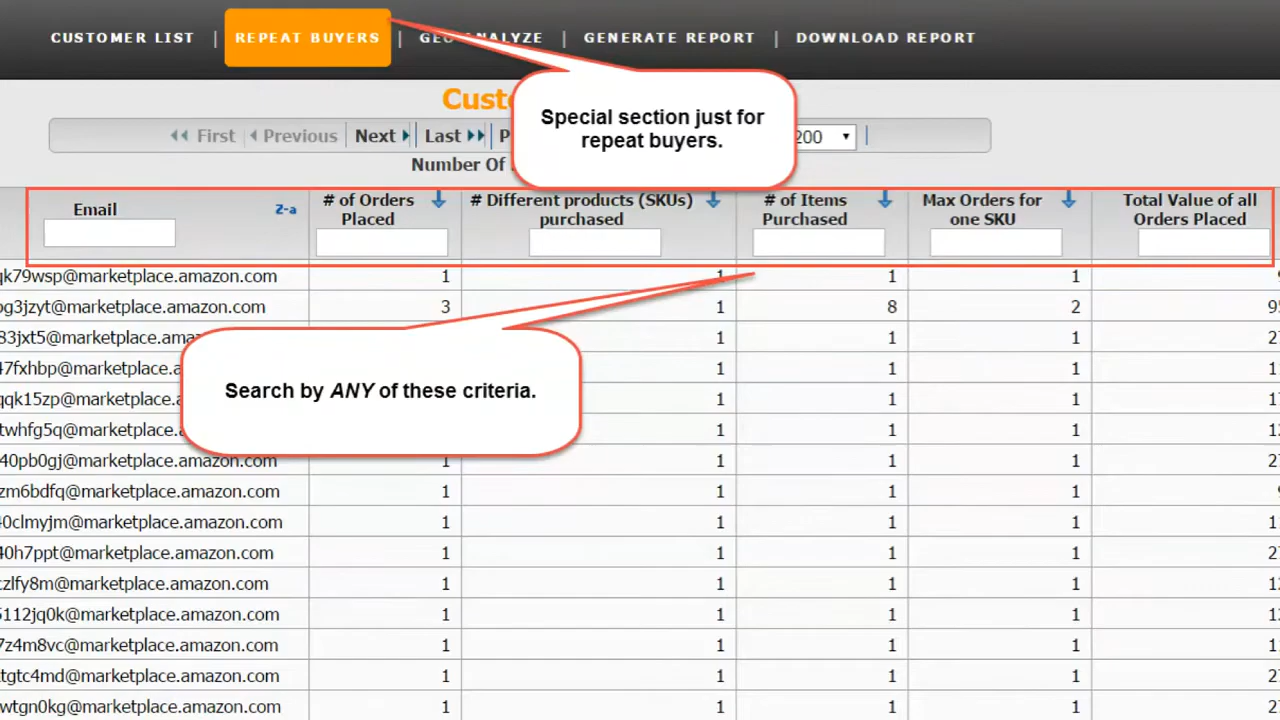 CUSTOMER LIST | REPEAT BUYERS | GEO ANALYZE | GENERATE REPORT | DOWNLOAD REPORT
Special section just for
repeat buyers.
First Previous Next Last 200
Number Of
Email z-a # of Orders Placed # Different products (SKUs) purchased # of Items Purchased Max Orders for one SKU Total Value of all Orders Placed
qk79wsp@marketplace.amazon.com 1 1 1 1
og3jzyt@marketplace.amazon.com 3 1 8 2
83jxt5@marketplace.ama 1 1 1
47fxhbp@marketplace.a 1 1 1
qqk15zp@marketplace.a 1 1 1
twhfg5q@marketplace.a 1 1 1
Search by ANY of these criteria.
40pb0gj@marketplace.amazon.com 1 1 1 1
zm6bdfq@marketplace.amazon.com 1 1 1 1
40clmyjm@marketplace.amazon.com 1 1 1 1
40h7ppt@marketplace.amazon.com 1 1 1 1
tzlfy8m@marketplace.amazon.com 1 1 1 1
5112jq0k@marketplace.amazon.com 1 1 1 1
7z4m8vc@marketplace.amazon.com 1 1 1 1
tgtc4md@marketplace.amazon.com 1 1 1 1
wtgn0kg@marketplace.amazon.com 1 1 1 1